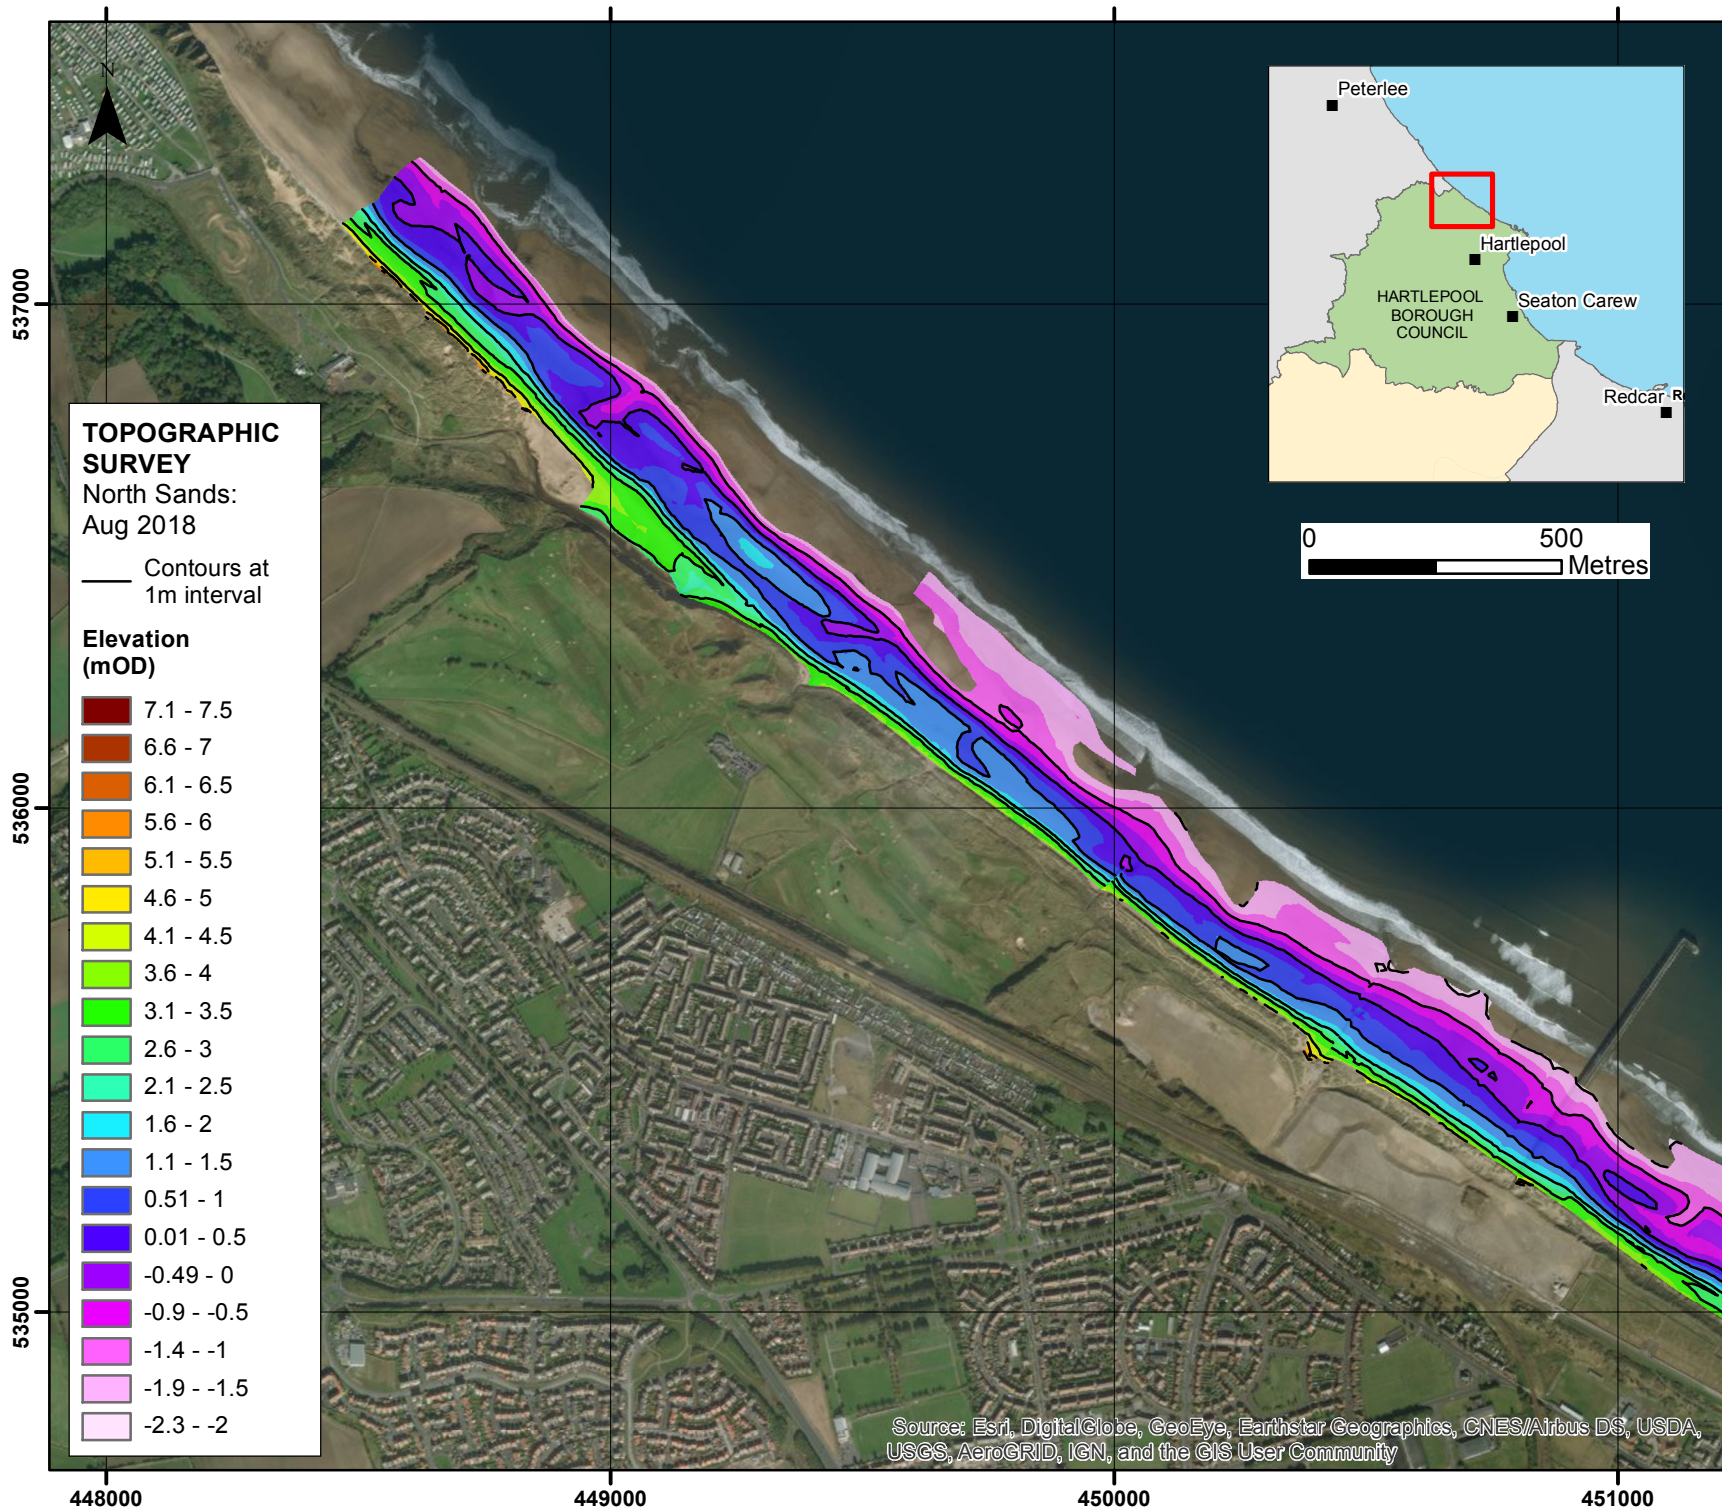 N
537000
536000
535000
448000
449000
450000
451000
TOPOGRAPHIC
SURVEY
North Sands:
Aug 2018
Contours at
1m interval
Elevation
(mOD)
7.1 - 7.5
6.6 - 7
6.1 - 6.5
5.6 - 6
5.1 - 5.5
4.6 - 5
4.1 - 4.5
3.6 - 4
3.1 - 3.5
2.6 - 3
2.1 - 2.5
1.6 - 2
1.1 - 1.5
0.51 - 1
0.01 - 0.5
-0.49 - 0
-0.9 - -0.5
-1.4 - -1
-1.9 - -1.5
-2.3 - -2
Peterlee
Hartlepool
Seaton Carew
HARTLEPOOL
BOROUGH
COUNCIL
Redcar
0 500
Metres
Source: Esri, DigitalGlobe, GeoEye, Earthstar Geographics, CNES/Airbus DS, USDA,
USGS, AeroGRID, IGN, and the GIS User Community